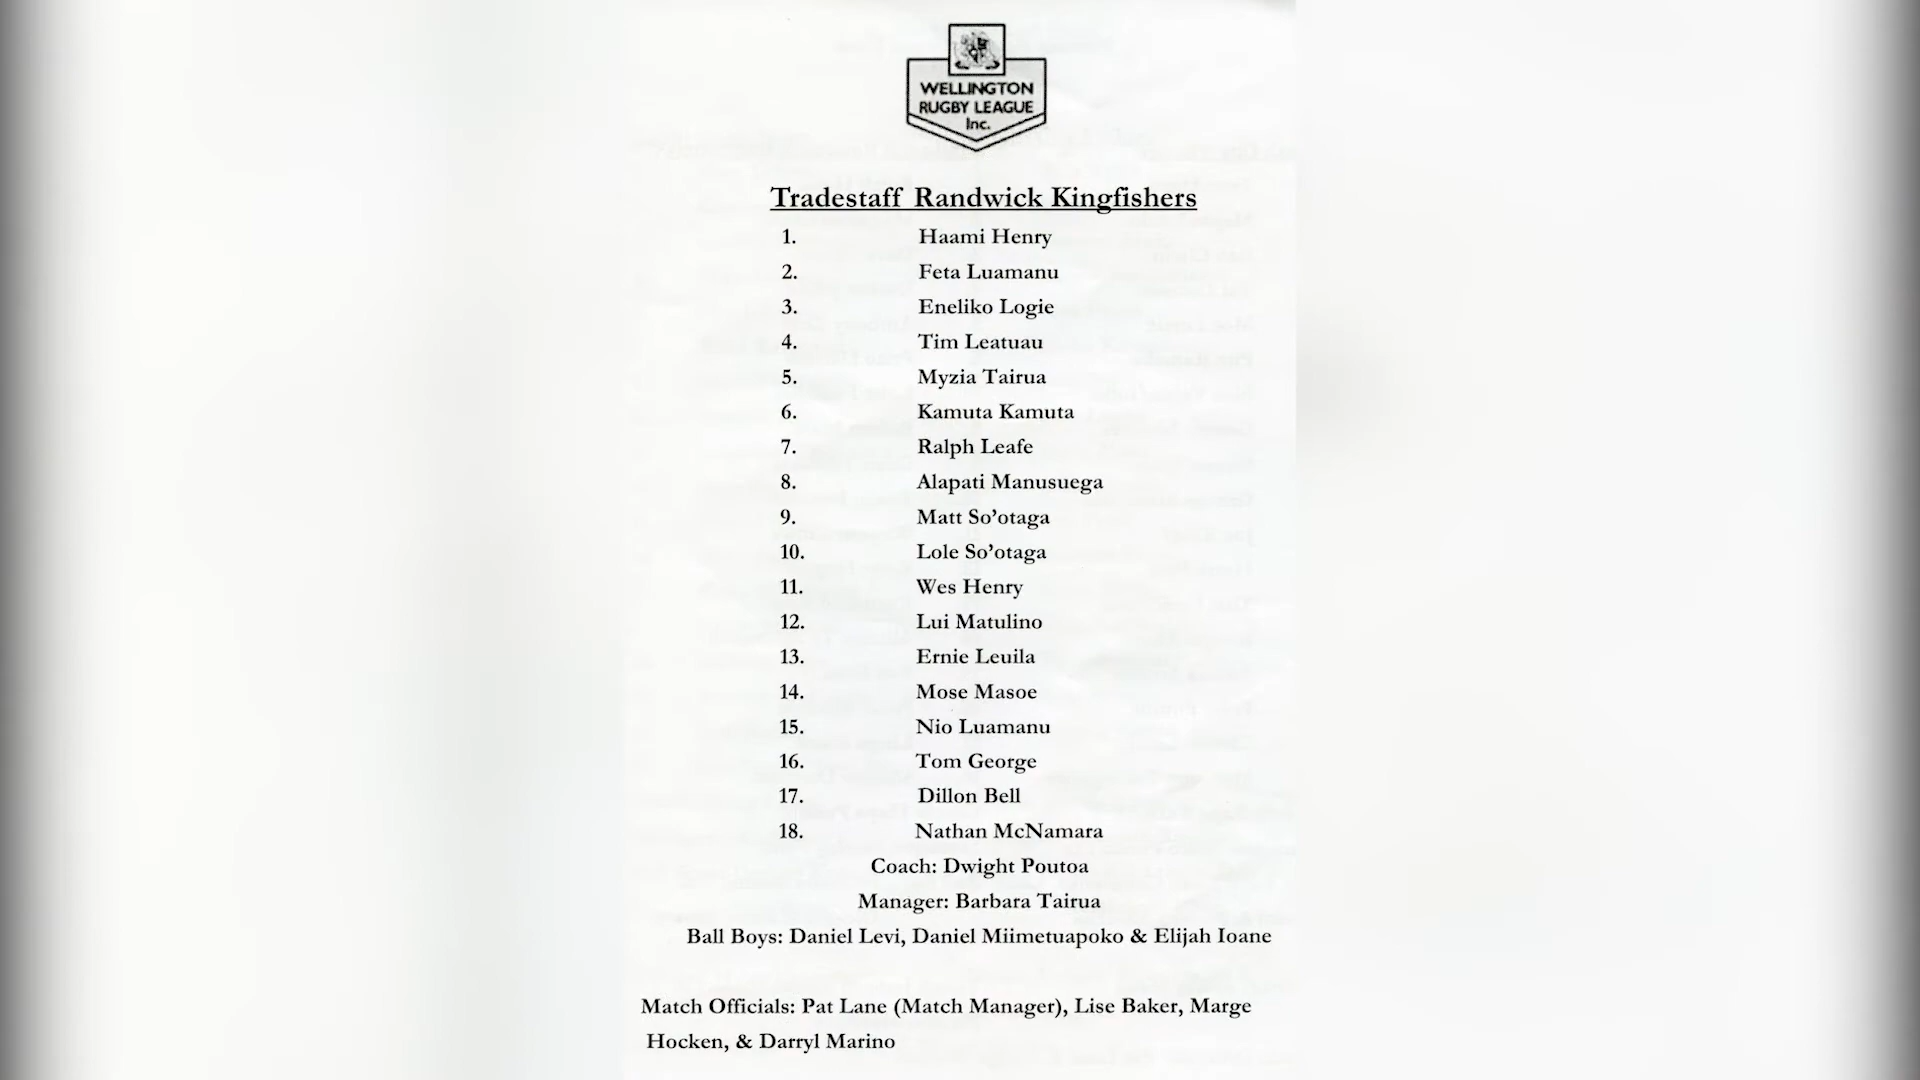 WELLINGTON
RUGBY LEAGUE
Inc.
Tradestaff Randwick Kingfishers
1. Haami Henry
2. Feta Luamanu
3. Eneliko Logie
4. Tim Leatuau
5. Myzia Tairua
6. Kamuta Kamuta
7. Ralph Leafe
8. Alapati Manusuega
9. Matt So’otaga
10. Lole So’otaga
11. Wes Henry
12. Lui Matulino
13. Ernie Leuila
14. Mose Masoe
15. Nio Luamanu
16. Tom George
17. Dillon Bell
18. Nathan McNamara
Coach: Dwight Poutoa
Manager: Barbara Tairua
Ball Boys: Daniel Levi, Daniel Miimetuapoko & Elijah Ioane
Match Officials: Pat Lane (Match Manager), Lise Baker, Marge
Hocken, & Darryl Marino